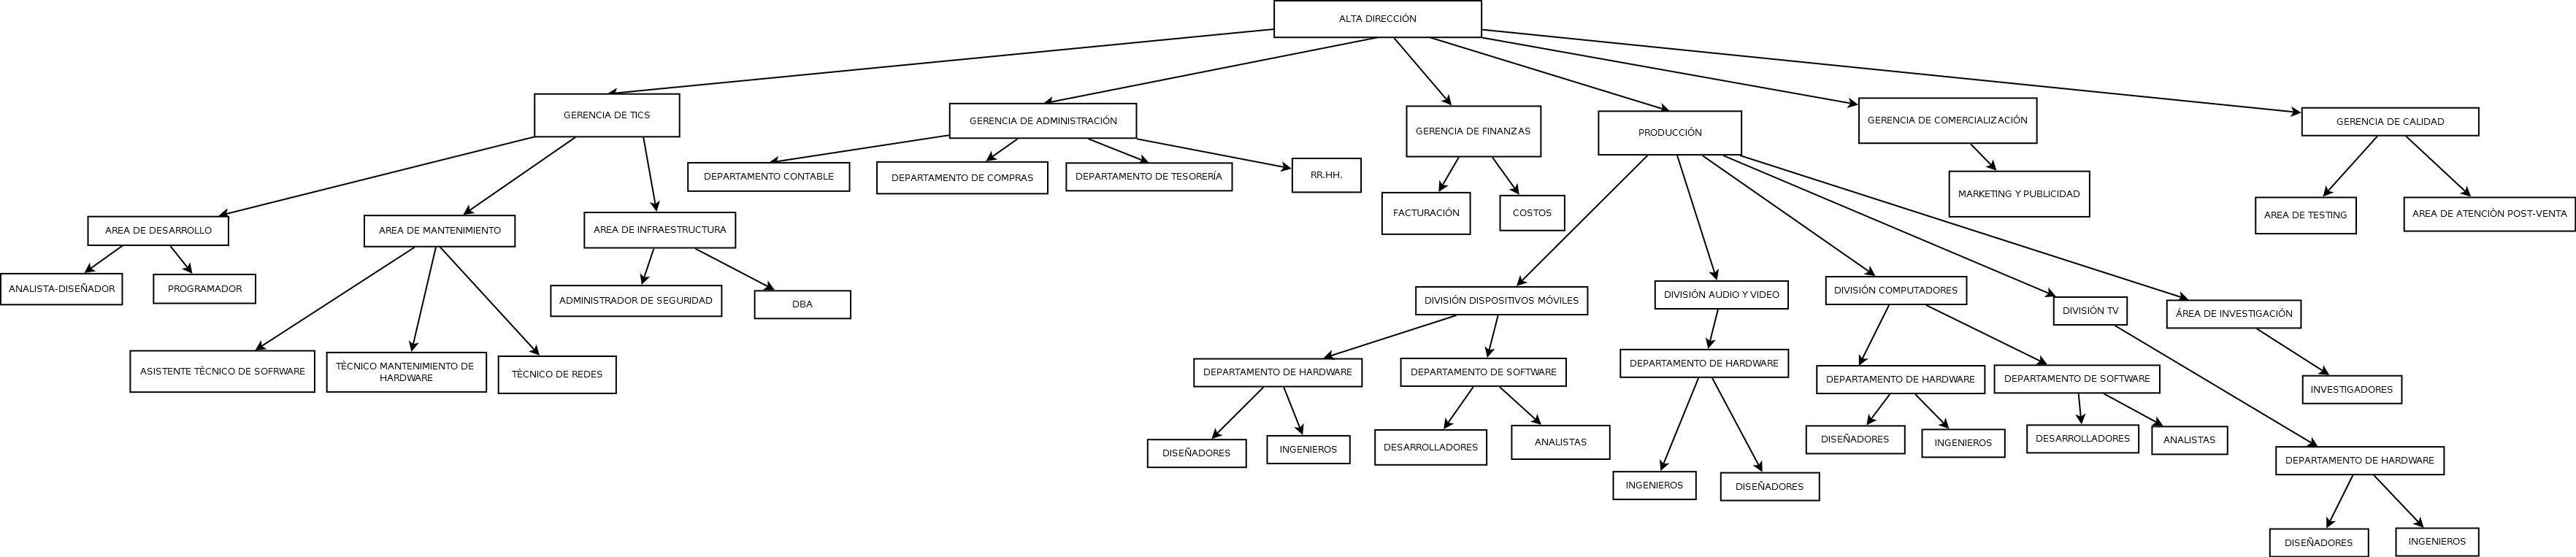 ALTA DIRECCIÓN
GERENCIA DE TICS
GERENCIA DE ADMINISTRACIÓN
GERENCIA DE FINANZAS
PRODUCCIÓN
GERENCIA DE COMERCIALIZACIÓN
GERENCIA DE CALIDAD
DEPARTAMENTO CONTABLE
DEPARTAMENTO DE COMPRAS
DEPARTAMENTO DE TESORERÍA
RR.HH.
FACTURACIÓN
COSTOS
MARKETING Y PUBLICIDAD
AREA DE TESTING
AREA DE ATENCIÒN POST-VENTA
AREA DE DESARROLLO
AREA DE MANTENIMIENTO
AREA DE INFRAESTRUCTURA
ANALISTA-DISEÑADOR
PROGRAMADOR
ADMINISTRADOR DE SEGURIDAD
DBA
DIVISIÓN DISPOSITIVOS MÓVILES
DIVISIÓN AUDIO Y VIDEO
DIVISIÓN COMPUTADORES
DIVISIÓN TV
ÁREA DE INVESTIGACIÓN
ASISTENTE TÈCNICO DE SOFRWARE
TÈCNICO MANTENIMIENTO DE
HARDWARE
TÈCNICO DE REDES
DEPARTAMENTO DE HARDWARE
DEPARTAMENTO DE SOFTWARE
DEPARTAMENTO DE HARDWARE
DEPARTAMENTO DE HARDWARE
DEPARTAMENTO DE SOFTWARE
INVESTIGADORES
DISEÑADORES
INGENIEROS
DESARROLLADORES
ANALISTAS
INGENIEROS
DISEÑADORES
DISEÑADORES
INGENIEROS
DESARROLLADORES
ANALISTAS
DEPARTAMENTO DE HARDWARE
DISEÑADORES
INGENIEROS